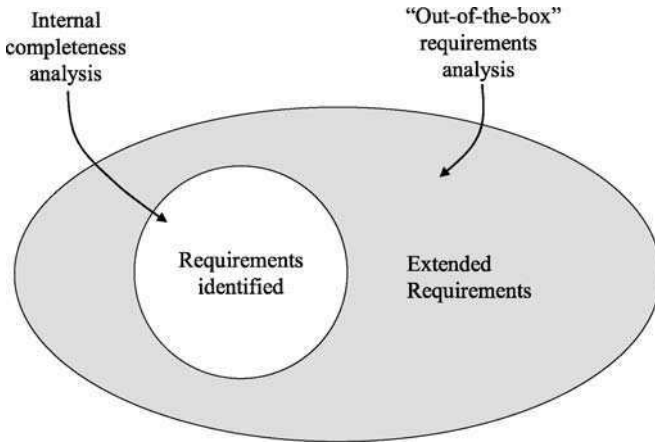 Internal
completeness
analysis
“Out-of-the-box”
requirements
analysis
Requirements
identified
Extended
Requirements